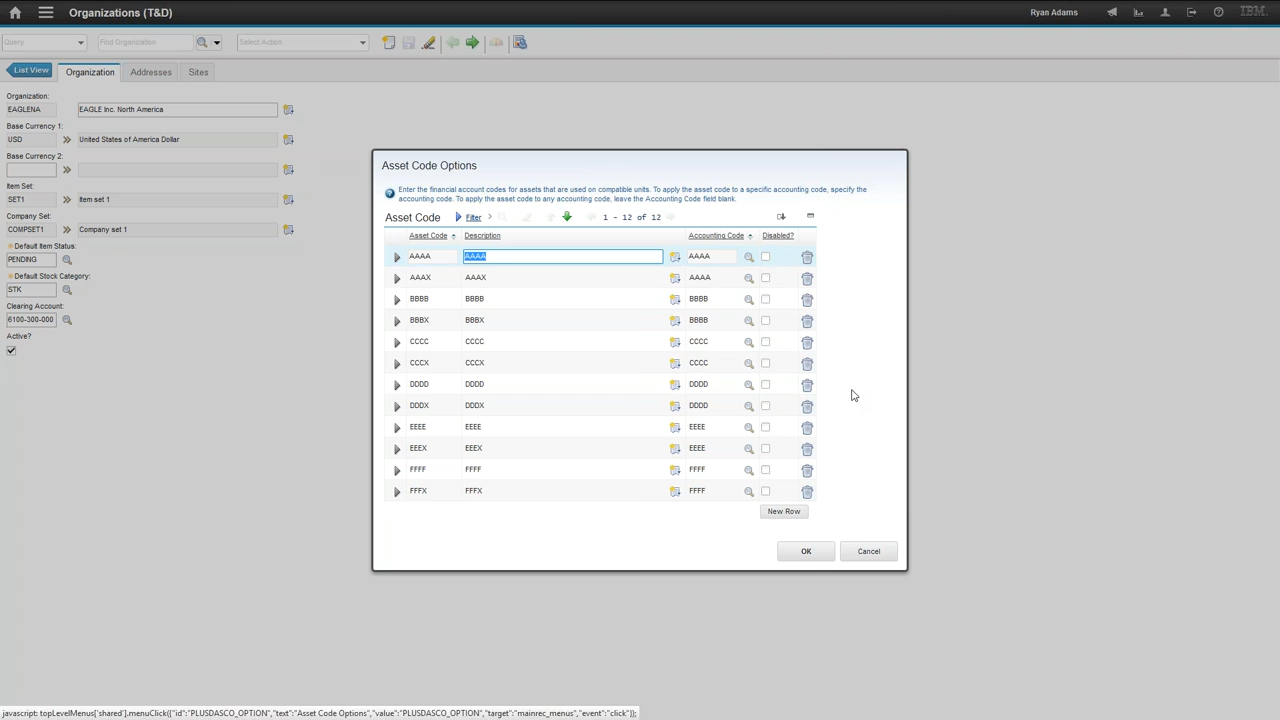 Organizations (T&D)
Ryan Adams
IBM.
Query
Find Organization
Select Action
List View
Organization
Addresses
Sites
Organization:
EAGLENA
EAGLE Inc. North America
Base Currency 1:
USD
United States of America Dollar
Base Currency 2:
Item Set:
SET1
Item set 1
Company Set:
COMPSET1
Company set 1
Default Item Status:
PENDING
Default Stock Category:
STK
Clearing Account:
6100-300-000
Active?
Asset Code Options
Enter the financial account codes for assets that are used on compatible units. To apply the asset code to a specific accounting code, specify the
accounting code. To apply the asset code to any accounting code, leave the Accounting Code field blank.
Asset Code Filter 1 - 12 of 12
Asset Code Description Accounting Code Disabled?
AAAA AAAA AAAA
AAAX AAAX AAAA
BBBB BBBB BBBB
BBBX BBBX BBBB
CCCC CCCC CCCC
CCCX CCCX CCCC
DDDD DDDD DDDD
DDDX DDDX DDDD
EEEE EEEE EEEE
EEEX EEEX EEEE
FFFF FFFF FFFF
FFFX FFFX FFFF
New Row
OK
Cancel
javascript: topLevelMenus['shared'].menuClick({"id":"PLUSDASCO_OPTION","text":"Asset Code Options","value":"PLUSDASCO_OPTION","target":"mainrec_menus","event":"click"});